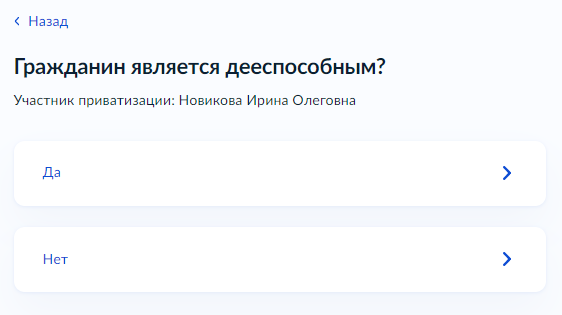 Назад
Гражданин является дееспособным?
Участник приватизации: Новикова Ирина Олеговна
Да
Нет